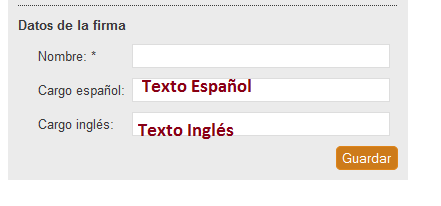 Datos de la firma
Nombre: *
Cargo español: Texto Español
Cargo inglés: Texto Inglés
Guardar